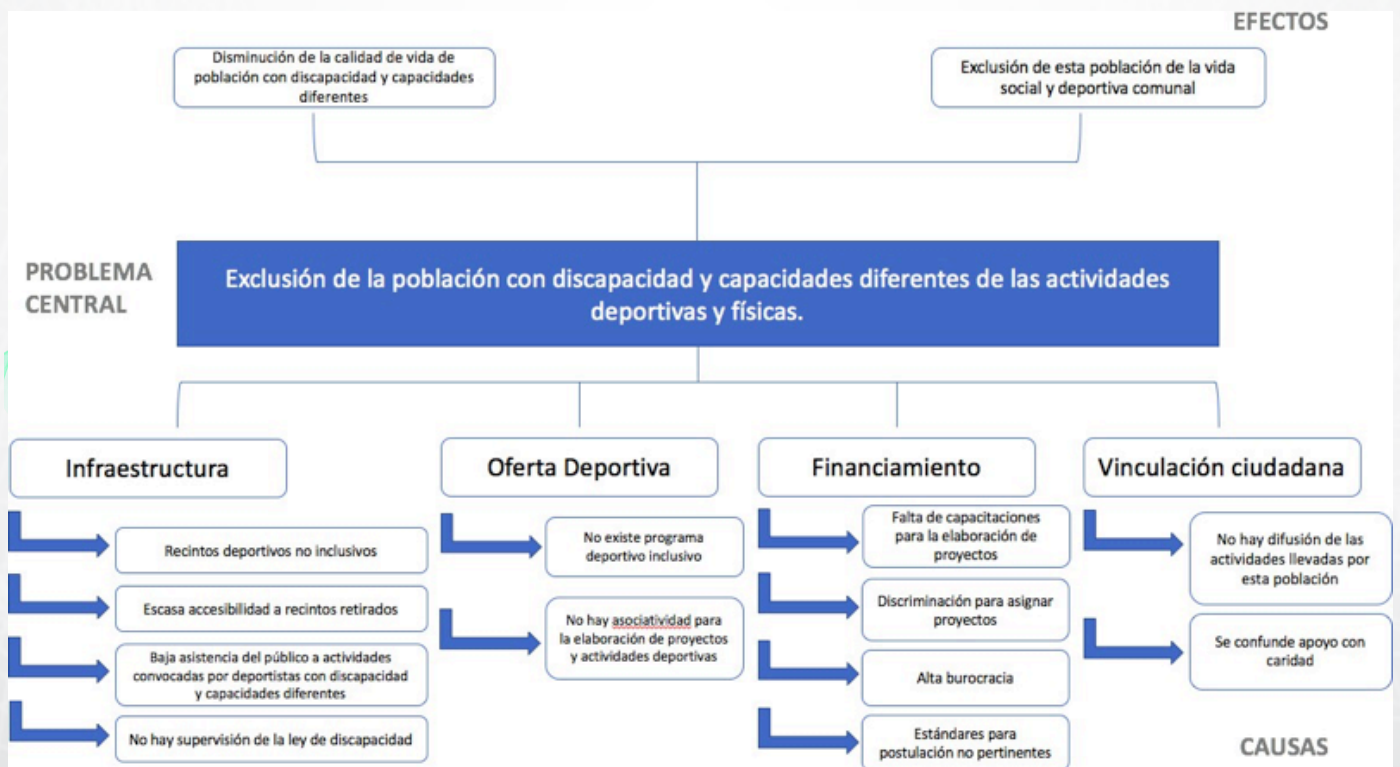 EFECTOS
Disminución de la calidad de vida de
población con discapacidad y capacidades
diferentes
Exclusión de esta población de la vida
social y deportiva comunal
PROBLEMA
CENTRAL
Exclusión de la población con discapacidad y capacidades diferentes de las actividades
deportivas y físicas.
Infraestructura
Recintos deportivos no inclusivos
Escasa accesibilidad a recintos retirados
Baja asistencia del público a actividades
convocadas por deportistas con discapacidad
y capacidades diferentes
No hay supervisión de la ley de discapacidad
Oferta Deportiva
No existe programa
deportivo inclusivo
No hay asociatividad para
la elaboración de proyectos
y actividades deportivas
Financiamiento
Falta de capacitaciones
para la elaboración de
proyectos
Discriminación para asignar
proyectos
Alta burocracia
Estándares para
postulación no pertinentes
Vinculación ciudadana
No hay difusión de las
actividades llevadas por
esta población
Se confunde apoyo con
caridad
CAUSAS